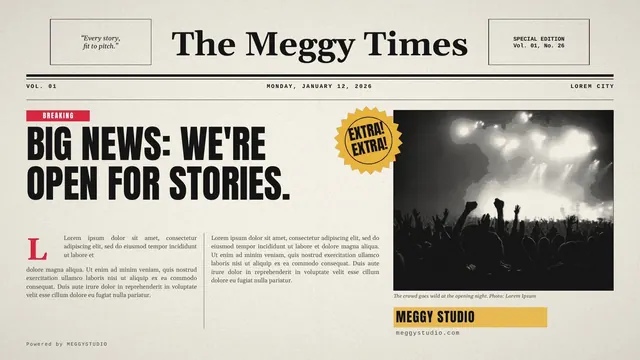 "Every story,
fit to pitch."
The Meggy Times
SPECIAL EDITION
Vol. 01, No. 26
VOL. 01
MONDAY, JANUARY 12, 2026
LOREM CITY
BREAKING
BIG NEWS: WE'RE
OPEN FOR STORIES.
EXTRA!
EXTRA!
Lorem ipsum dolor sit amet, consectetur
adipiscing elit, sed do eiusmod tempor incididunt
ut labore et
dolore magna aliqua. Ut enim ad minim veniam, quis nostrud
exercitation ullamco laboris nisi ut aliquip ex ea commodo
consequat. Duis aute irure dolor in reprehenderit in voluptate
velit esse cillum dolore eu fugiat nulla pariatur.
Lorem ipsum dolor sit amet, consectetur adipiscing elit, sed do
eiusmod tempor incididunt ut labore et dolore magna aliqua.
Ut enim ad minim veniam, quis nostrud exercitation ullamco
laboris nisi ut aliquip ex ea commodo consequat. Duis aute
irure dolor in reprehenderit in voluptate velit esse cillum
dolore eu fugiat nulla pariatur.
The crowd goes wild at the opening night. Photo: Lorem Ipsum
MEGGY STUDIO
meggystudio.com
Powered by MEGGYSTUDIO